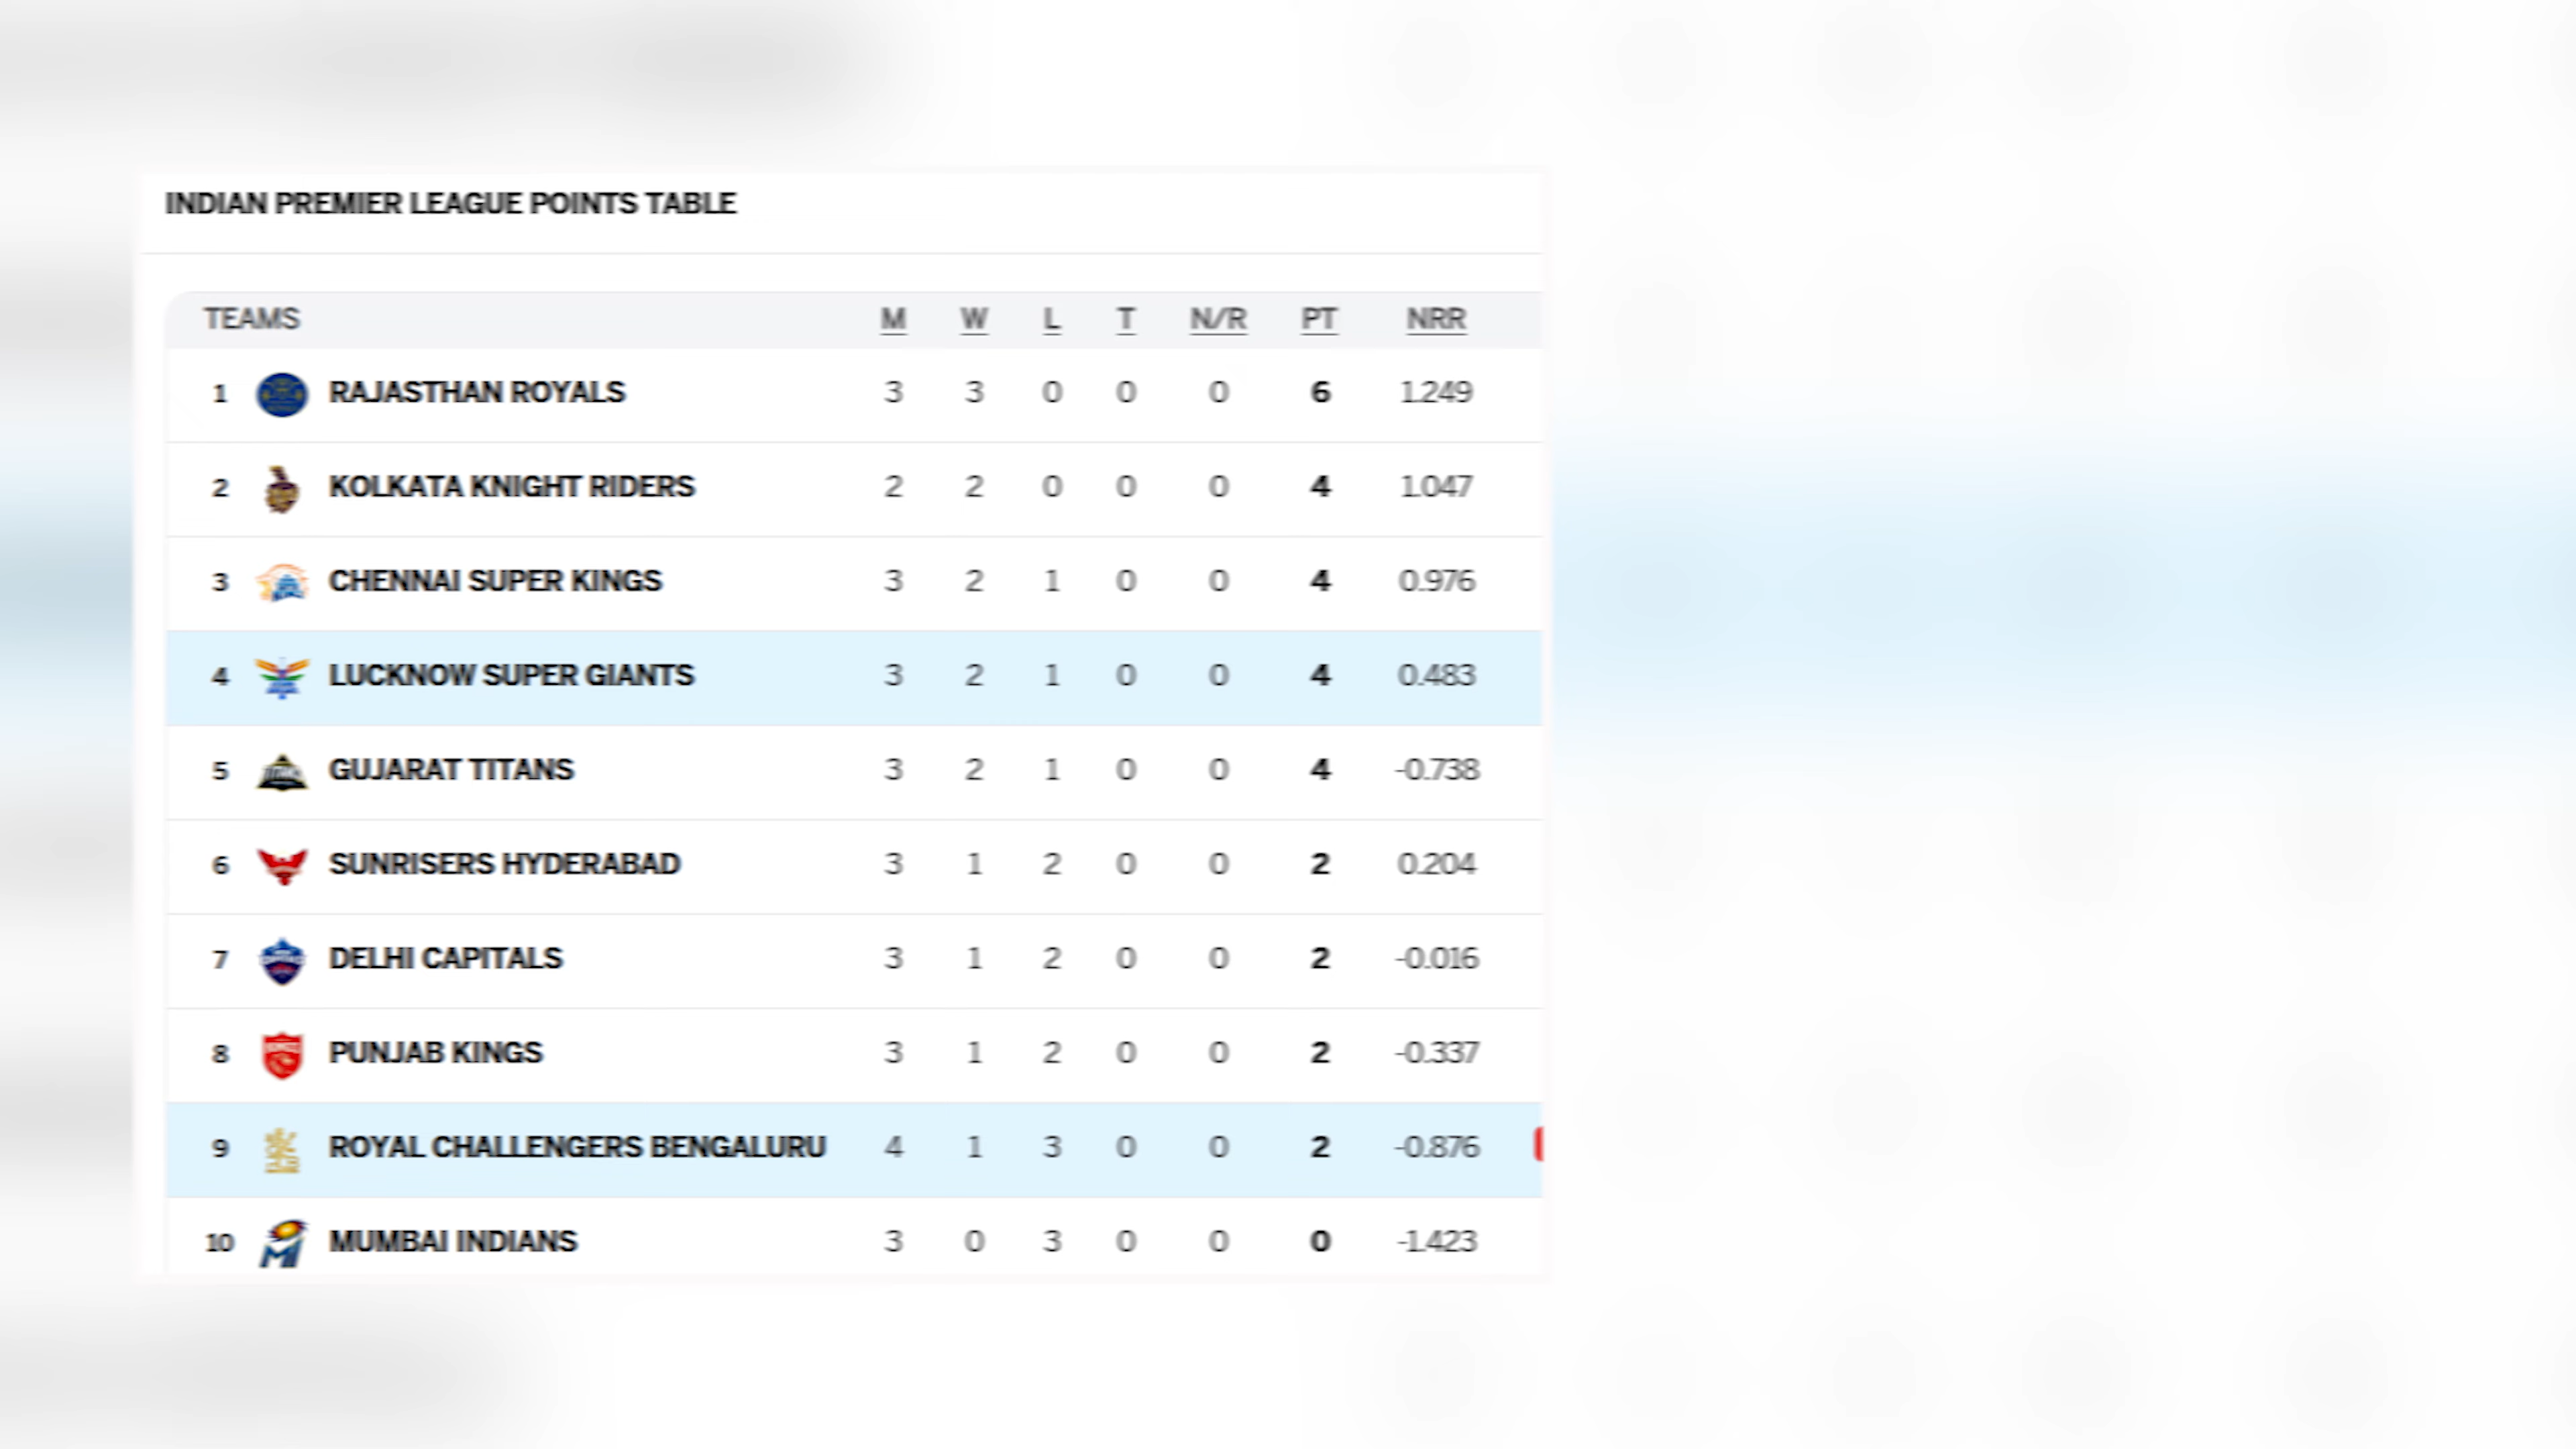 INDIAN PREMIER LEAGUE POINTS TABLE
TEAMS M W L T N/R PT NRR
1 RAJASTHAN ROYALS 3 3 0 0 0 6 1.249
2 KOLKATA KNIGHT RIDERS 2 2 0 0 0 4 1.047
3 CHENNAI SUPER KINGS 3 2 1 0 0 4 0.976
4 LUCKNOW SUPER GIANTS 3 2 1 0 0 4 0.483
5 GUJARAT TITANS 3 2 1 0 0 4 -0.738
6 SUNRISERS HYDERABAD 3 1 2 0 0 2 0.204
7 DELHI CAPITALS 3 1 2 0 0 2 -0.016
8 PUNJAB KINGS 3 1 2 0 0 2 -0.337
9 ROYAL CHALLENGERS BENGALURU 4 1 3 0 0 2 -0.876
10 MUMBAI INDIANS 3 0 3 0 0 0 -1.423